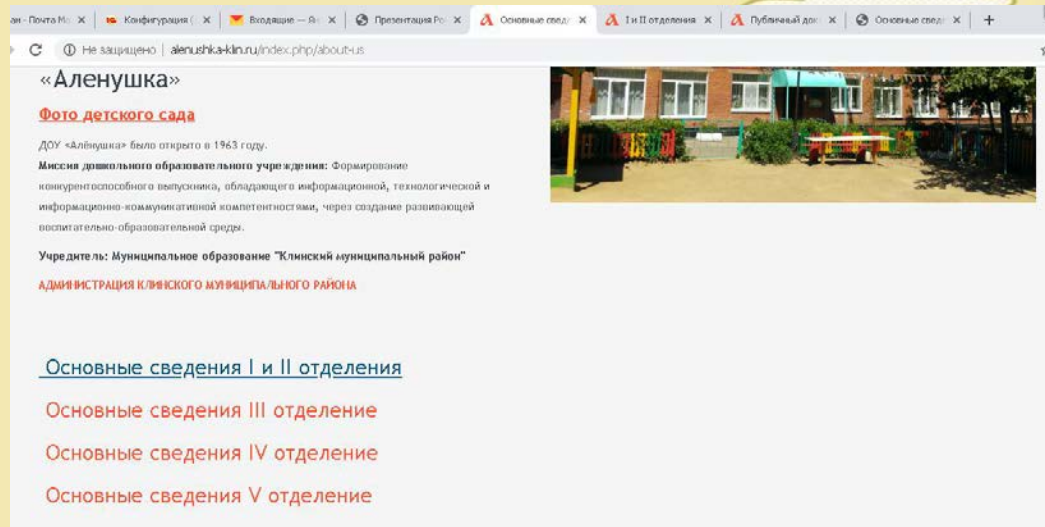 ан - Почта Ma
Конфигурация (
Входящие — Ян
Презентация Ро
Основные свед
I и II отделения
Публичный док
Основные свед
Не защищено | alenushka-klin.ru/index.php/about-us
«Аленушка»
Фото детского сада
ДОУ «Алёнушка» было открыто в 1963 году.
Миссия дошкольного образовательного учреждения: Формирование
конкурентоспособного выпускника, обладающего информационной, технологической и
информационно-коммуникативной компетентностями, через создание развивающей
воспитательно-образовательной среды.
Учредитель: Муниципальное образование "Клинский муниципальный район"
АДМИНИСТРАЦИЯ КЛИНСКОГО МУНИЦИПАЛЬНОГО РАЙОНА
Основные сведения I и II отделения
Основные сведения III отделение
Основные сведения IV отделение
Основные сведения V отделение